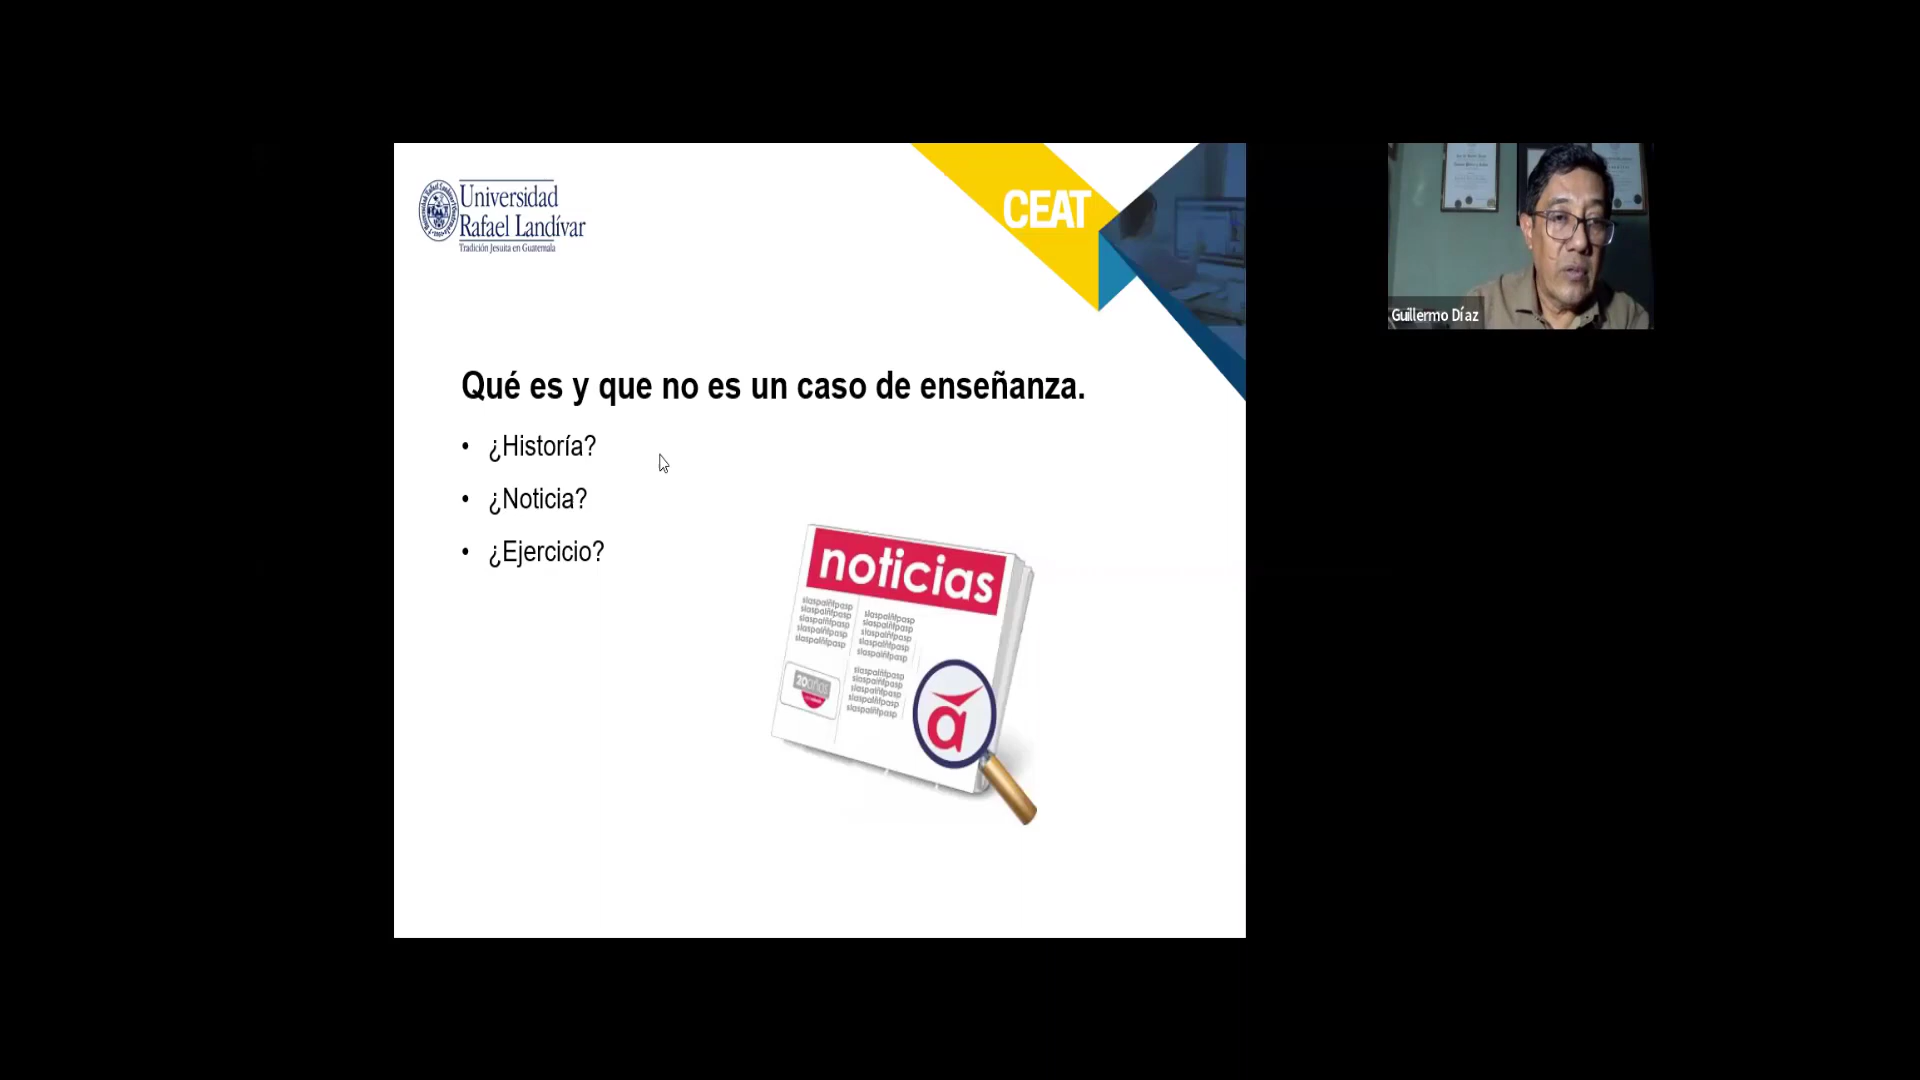 Universidad
Rafael Landívar
Tradición Jesuita en Guatemala
CEAT
Qué es y que no es un caso de enseñanza.
• ¿Historía?
• ¿Noticia?
• ¿Ejercicio?
noticias
20años
a
Guillermo Díaz